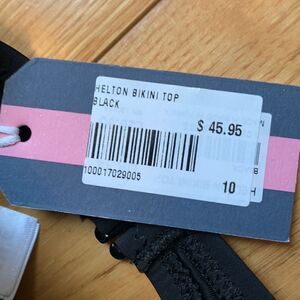 HELTON BIKINI TOP
BLACK
$ 45.95
100017029005
10